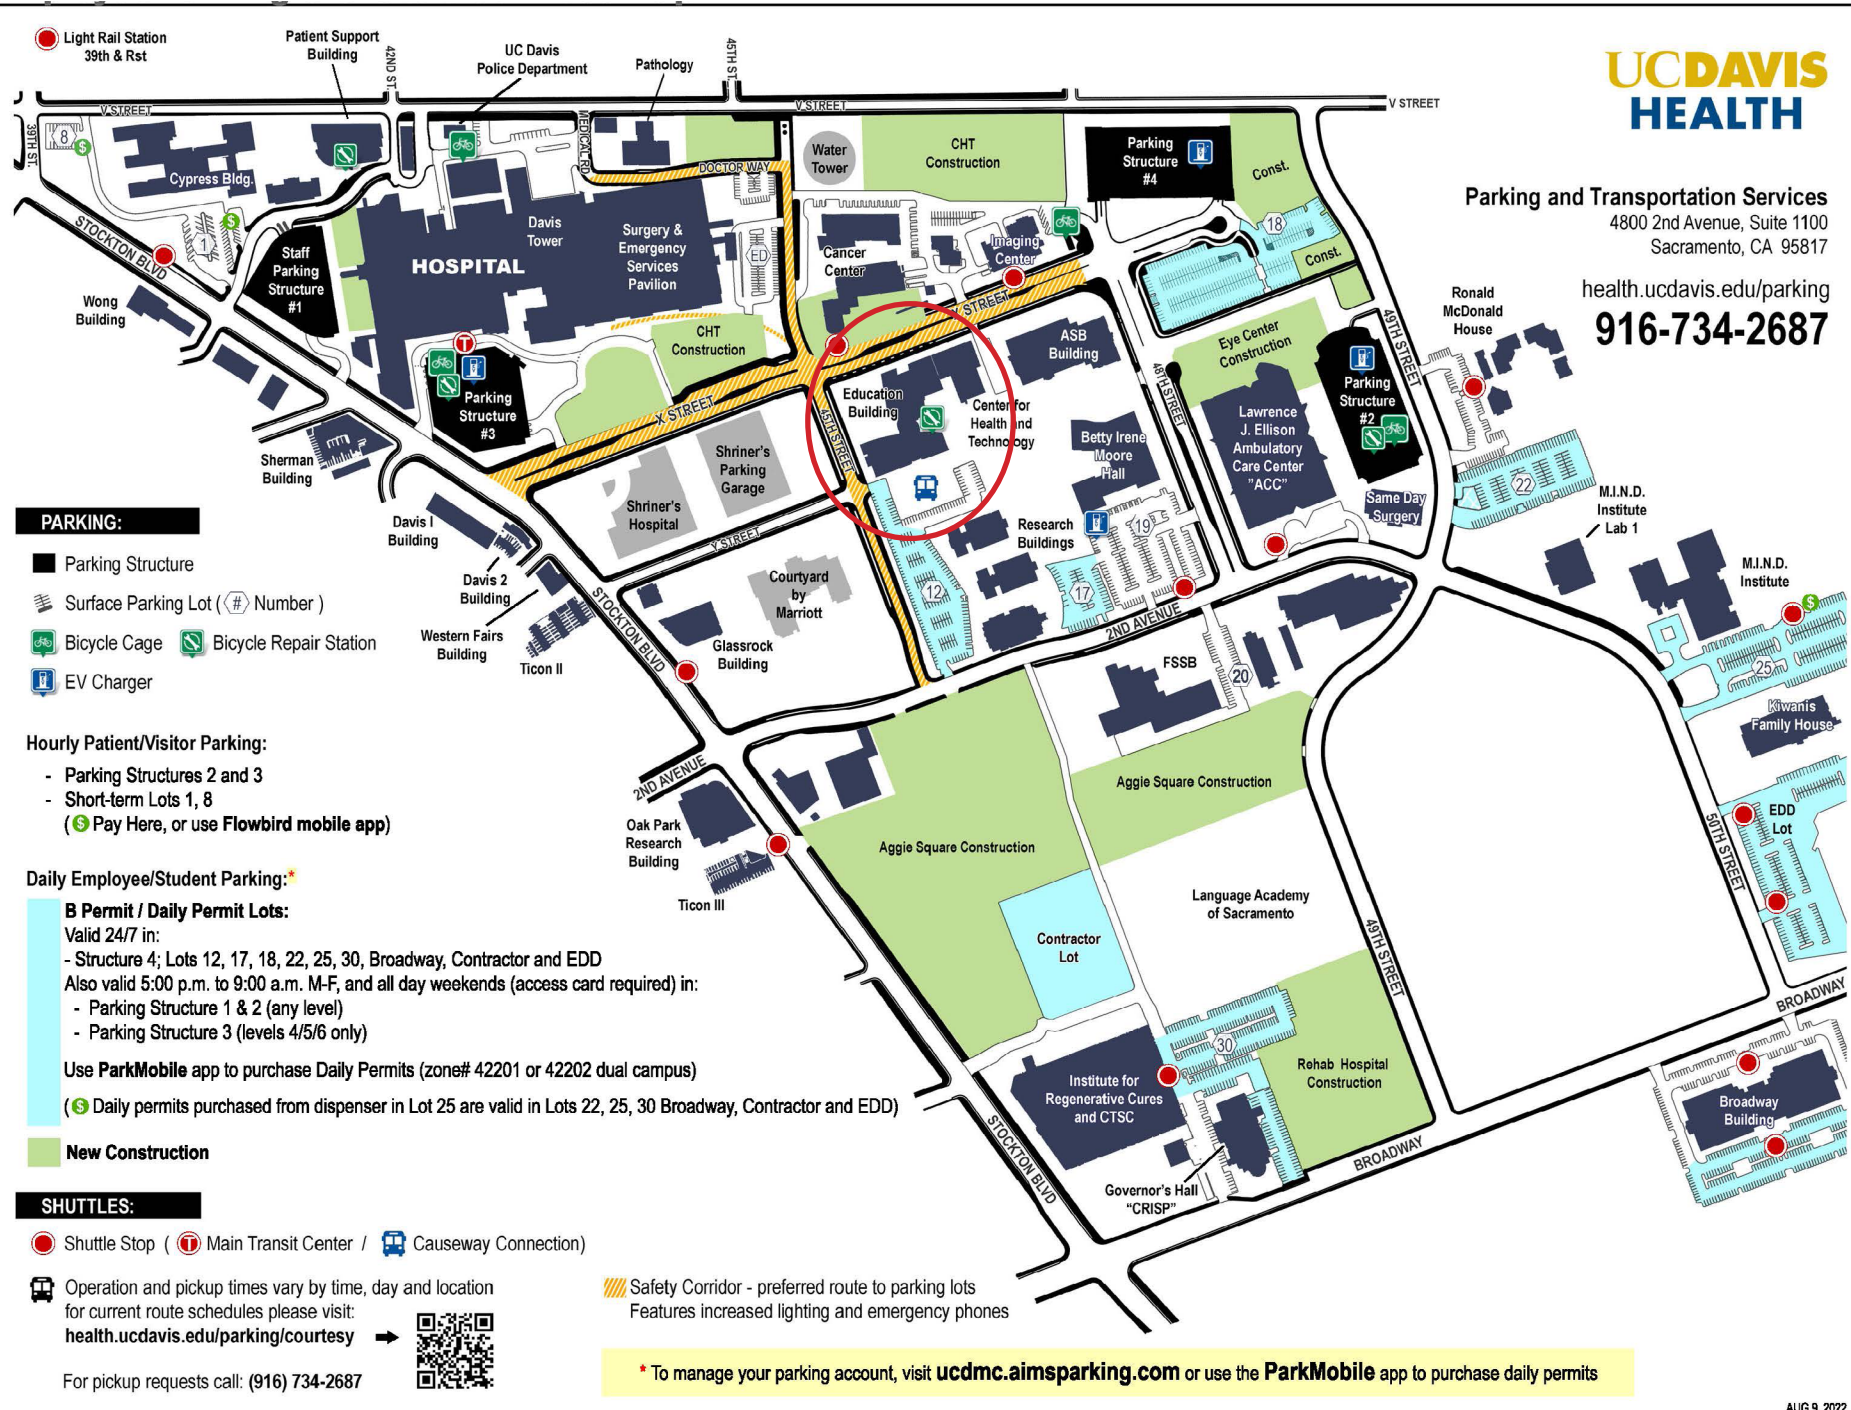 Light Rail Station
39th & Rst
Patient Support
Building
42ND ST.
UC Davis
Police Department
Pathology
45TH ST.
UCDAVIS
HEALTH
V STREET
V STREET
V STREET
39TH ST.
8
$
Cypress Bldg.
MEDICAL RD
DOCTOR WAY
Water
Tower
CHT
Construction
Parking
Structure
#4
Const.
Parking and Transportation Services
4800 2nd Avenue, Suite 1100
Sacramento, CA 95817
health.ucdavis.edu/parking
916-734-2687
STOCKTON BLVD
1
$
Staff
Parking
Structure
#1
HOSPITAL
Davis
Tower
Surgery &
Emergency
Services
Pavilion
ED
Cancer
Center
Imaging
Center
18
Const.
Wong
Building
CHT
Construction
STREET
ASB
Building
Eye Center
Construction
49TH STREET
Ronald
McDonald
House
T
Parking
Structure
#3
X STREET
45TH STREET
Education
Building
Center for
Health and
Technology
48TH STREET
Lawrence
J. Ellison
Ambulatory
Care Center
"ACC"
Parking
Structure
#2
Sherman
Building
Shriner's
Parking
Garage
Shriner's
Hospital
Betty Irene
Moore
Hall
Same Day
Surgery
22
M.I.N.D.
Institute
Lab 1
Davis I
Building
Y STREET
Research
Buildings
19
M.I.N.D.
Institute
$
Davis 2
Building
Courtyard
by
Marriott
12
17
2ND AVENUE
Western Fairs
Building
Ticon II
STOCKTON BLVD
Glassrock
Building
FSSB
20
25
Kiwanis
Family House
PARKING:
Parking Structure
Surface Parking Lot ( # Number )
Bicycle Cage Bicycle Repair Station
EV Charger
Hourly Patient/Visitor Parking:
- Parking Structures 2 and 3
- Short-term Lots 1, 8
( $ Pay Here, or use Flowbird mobile app)
2ND AVENUE
Oak Park
Research
Building
Ticon III
Aggie Square Construction
Aggie Square Construction
EDD
Lot
50TH STREET
Language Academy
of Sacramento
Contractor
Lot
49TH STREET
BROADWAY
Daily Employee/Student Parking:*
B Permit / Daily Permit Lots:
Valid 24/7 in:
- Structure 4; Lots 12, 17, 18, 22, 25, 30, Broadway, Contractor and EDD
Also valid 5:00 p.m. to 9:00 a.m. M-F, and all day weekends (access card required) in:
- Parking Structure 1 & 2 (any level)
- Parking Structure 3 (levels 4/5/6 only)
Use ParkMobile app to purchase Daily Permits (zone# 42201 or 42202 dual campus)
( $ Daily permits purchased from dispenser in Lot 25 are valid in Lots 22, 25, 30 Broadway, Contractor and EDD)
New Construction
30
Institute for
Regenerative Cures
and CTSC
Rehab Hospital
Construction
Broadway
Building
STOCKTON BLVD
Governor's Hall
"CRISP"
BROADWAY
SHUTTLES:
Shuttle Stop ( T Main Transit Center / Causeway Connection)
Operation and pickup times vary by time, day and location
for current route schedules please visit:
health.ucdavis.edu/parking/courtesy
For pickup requests call: (916) 734-2687
Safety Corridor - preferred route to parking lots
Features increased lighting and emergency phones
* To manage your parking account, visit ucdmc.aimsparking.com or use the ParkMobile app to purchase daily permits
AUG 9, 2022